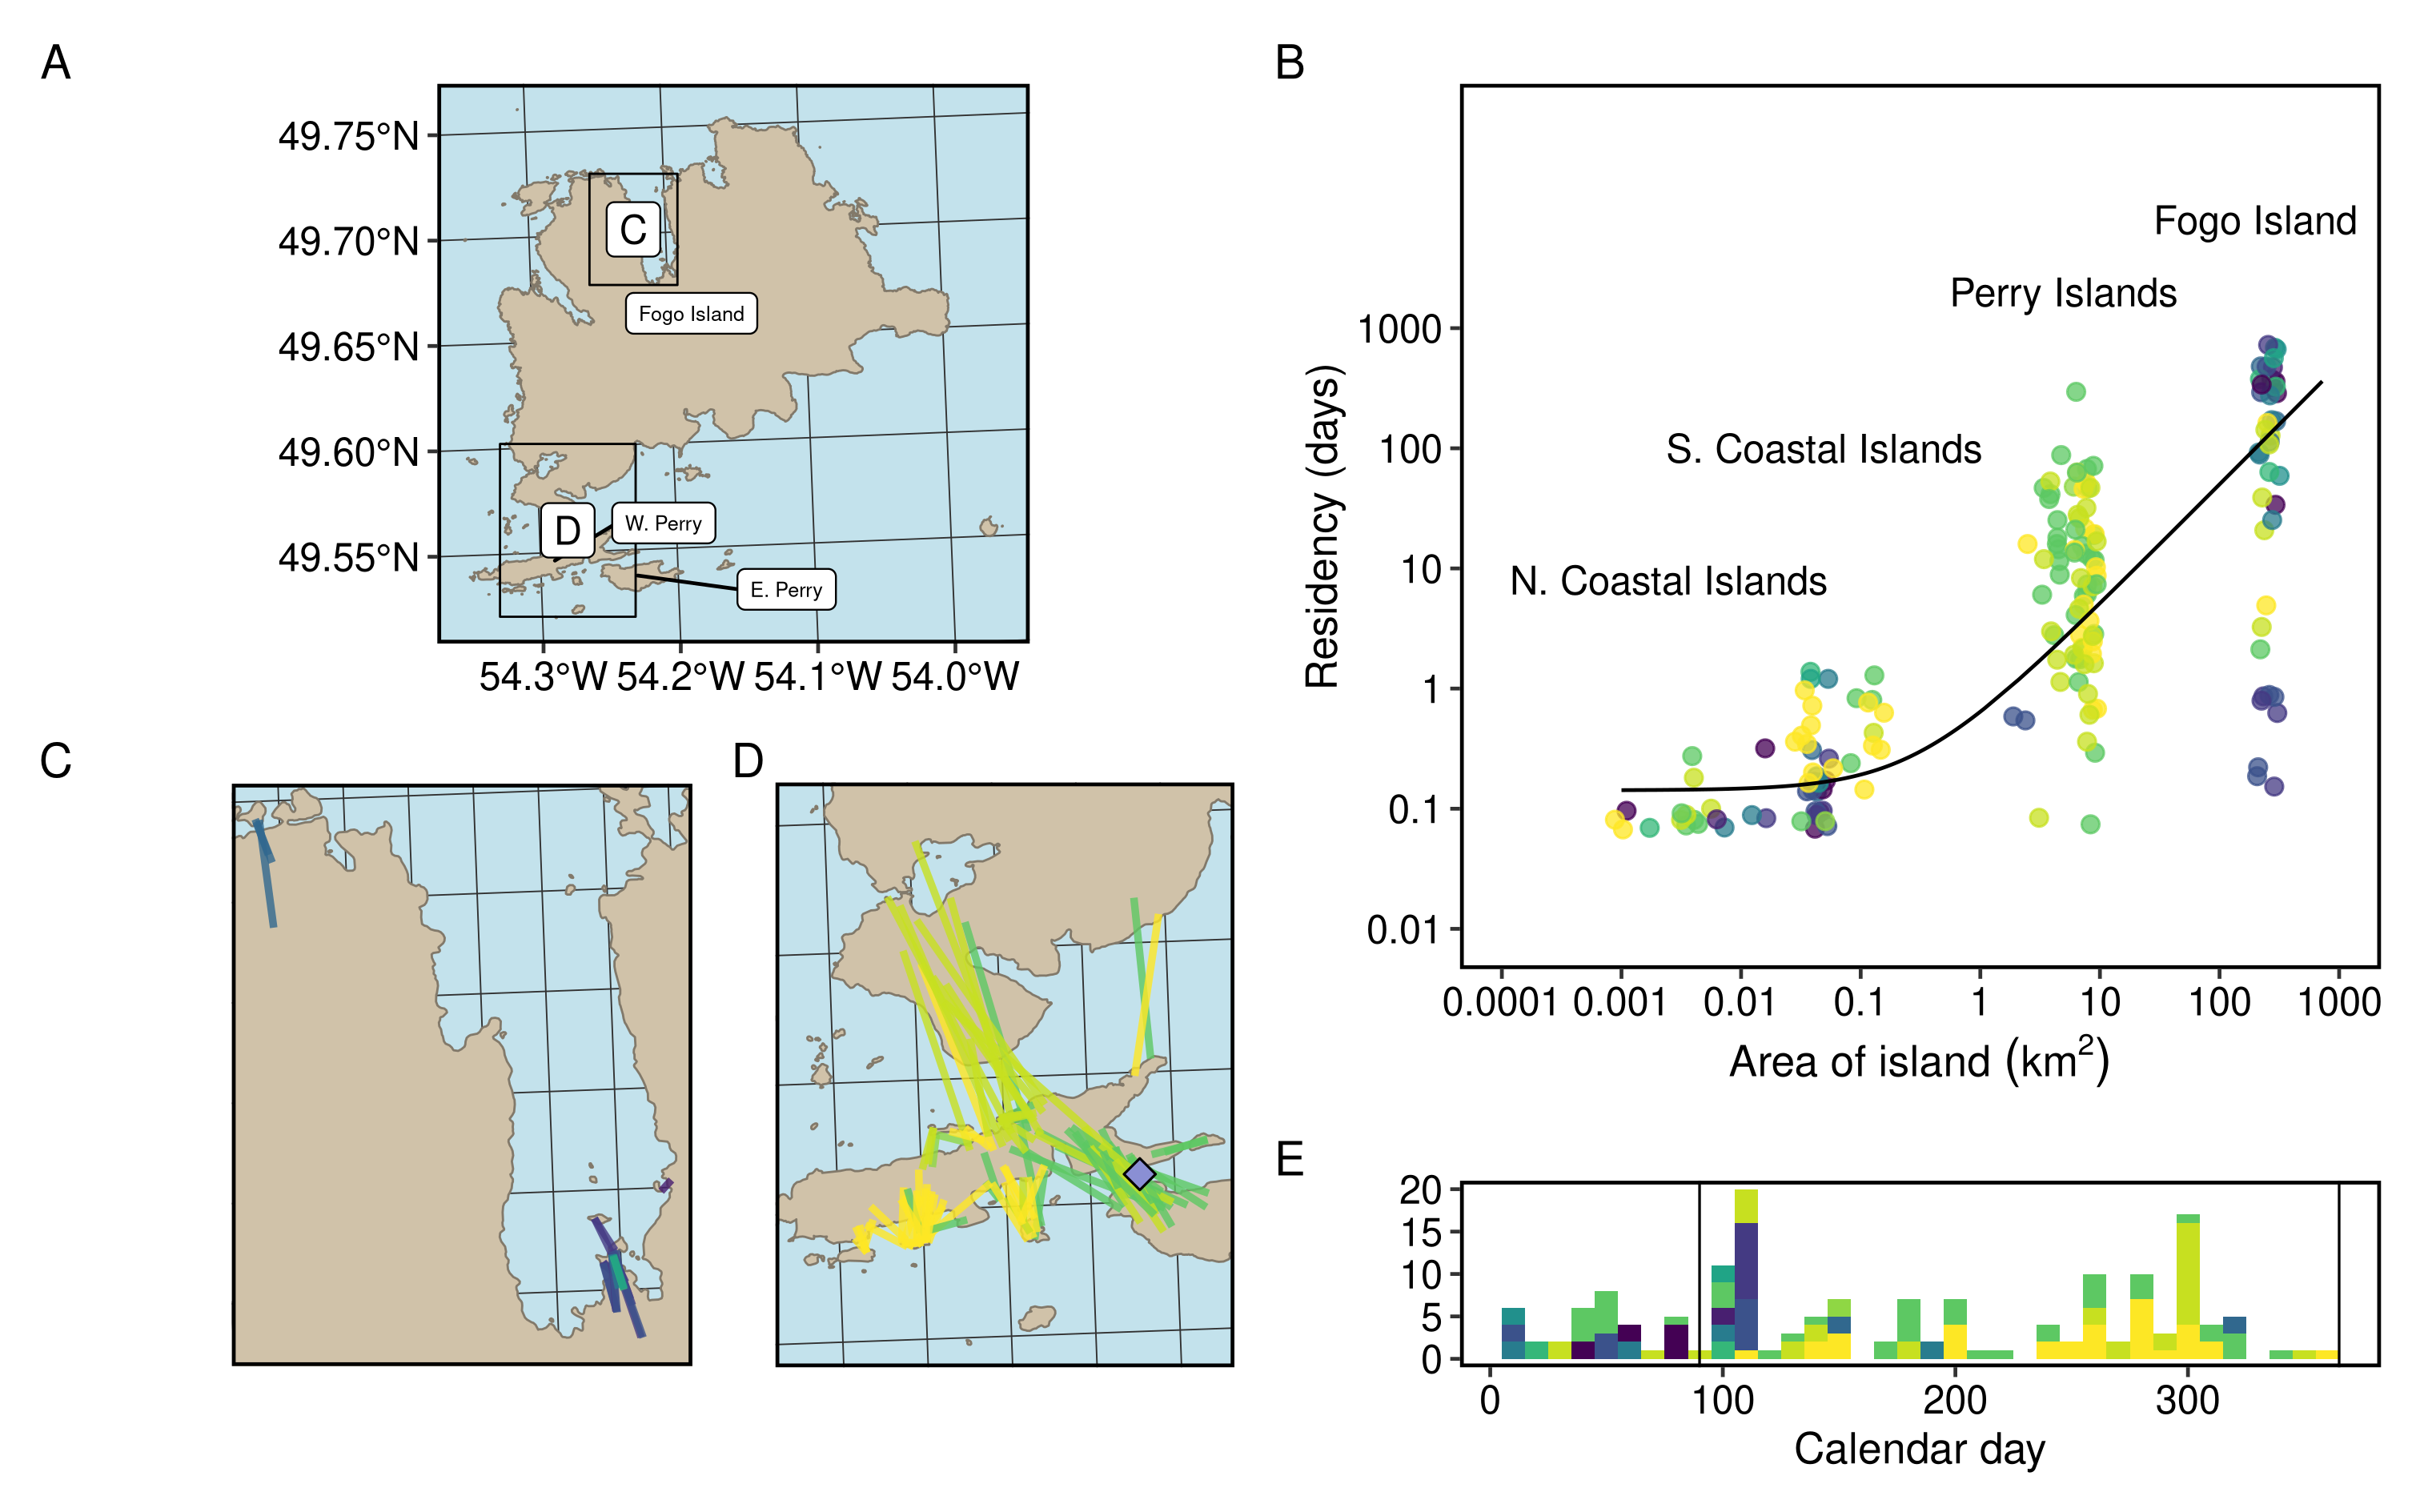 A
49.75°N
49.70°N
49.65°N
49.60°N
49.55°N
C
Fogo Island
D
W. Perry
E. Perry
54.3°W 54.2°W 54.1°W 54.0°W
B
Residency (days)
1000
100
10
1
0.1
0.01
Fogo Island
Perry Islands
S. Coastal Islands
N. Coastal Islands
0.0001 0.001 0.01 0.1 1 10 100 1000
Area of island (km²)
C
D
E
20
15
10
5
0
0 100 200 300
Calendar day